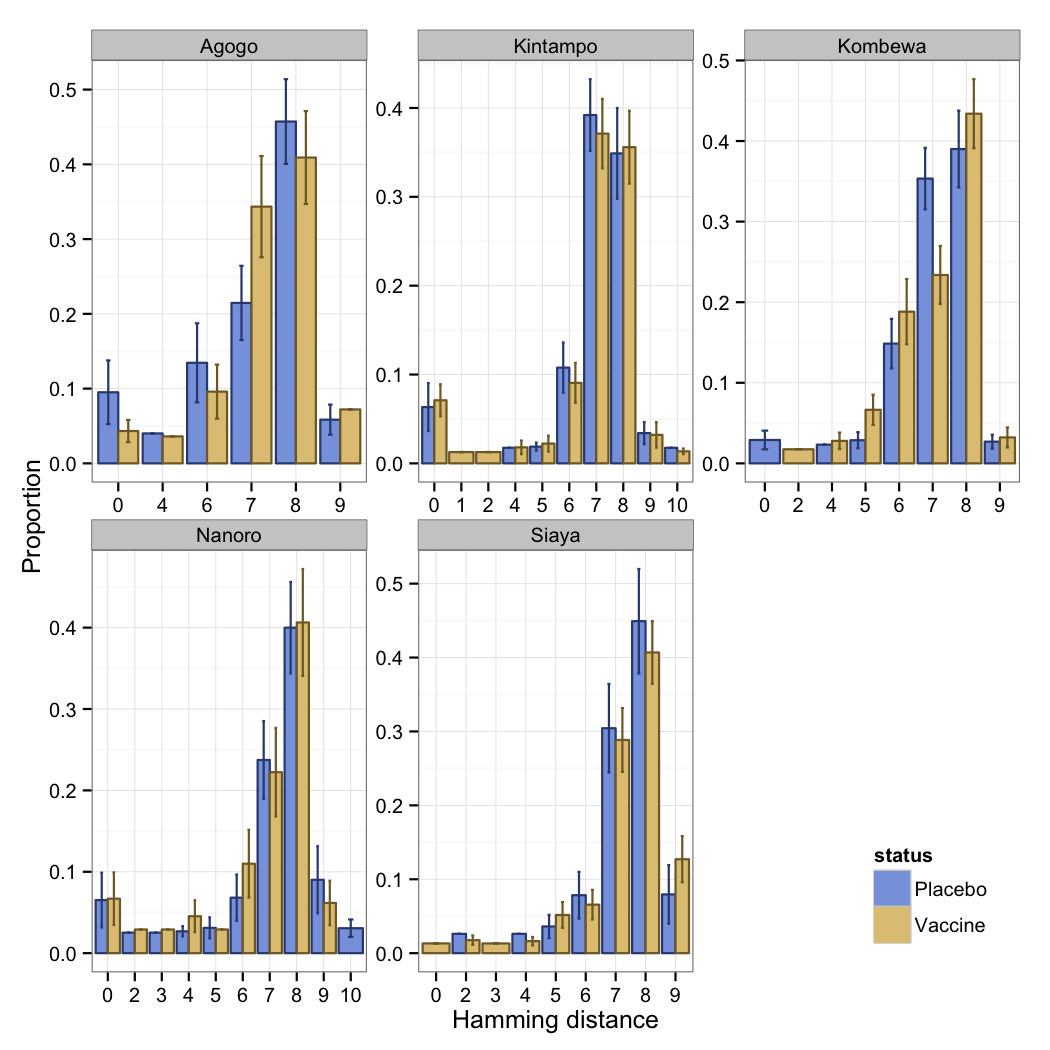 Agogo Kintampo Kombewa
0.5 0.4 0.3 0.2 0.1 0.0
0.4 0.3 0.2 0.1 0.0
0.5 0.4 0.3 0.2 0.1 0.0
0 4 6 7 8 9
0 1 2 4 5 6 7 8 9 10
0 2 4 5 6 7 8 9
Proportion
Nanoro Siaya
0.4 0.3 0.2 0.1 0.0
0.5 0.4 0.3 0.2 0.1 0.0
0 2 3 4 5 6 7 8 9 10
0 2 3 4 5 6 7 8 9
Hamming distance
status
Placebo
Vaccine